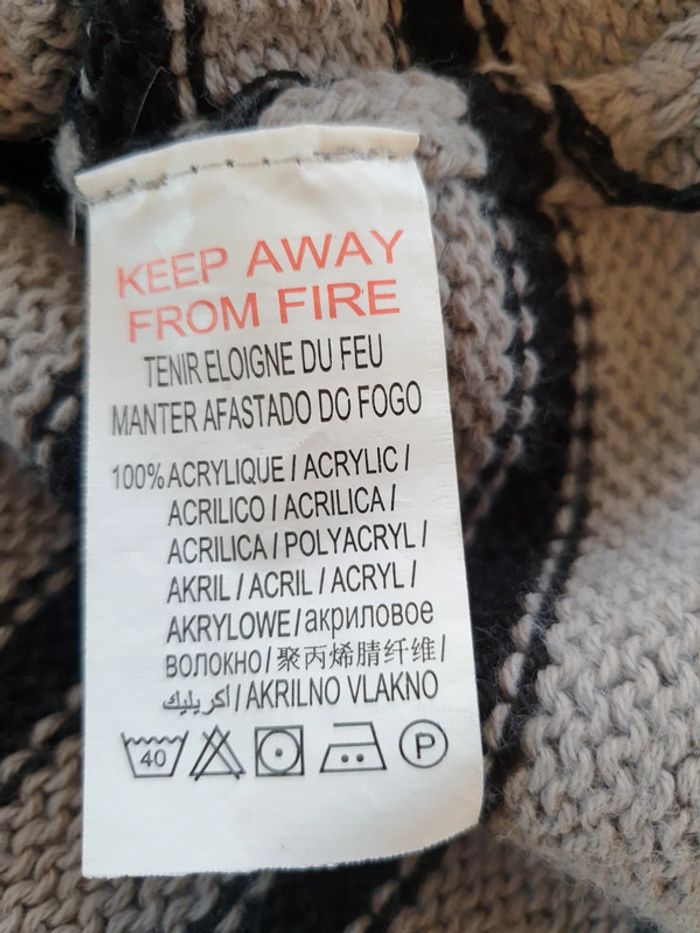 KEEP AWAY
FROM FIRE
TENIR ELOIGNE DU FEU
MANTER AFASTADO DO FOGO
100% ACRYLIQUE / ACRYLIC /
ACRILICO / ACRILICA /
ACRILICA / POLYACRYL /
AKRIL / ACRIL / ACRYL /
AKRYLOWE / акриловое
волокно / 聚丙烯腈纤维 /
أكريليك / AKRILNO VLAKNO
40 P